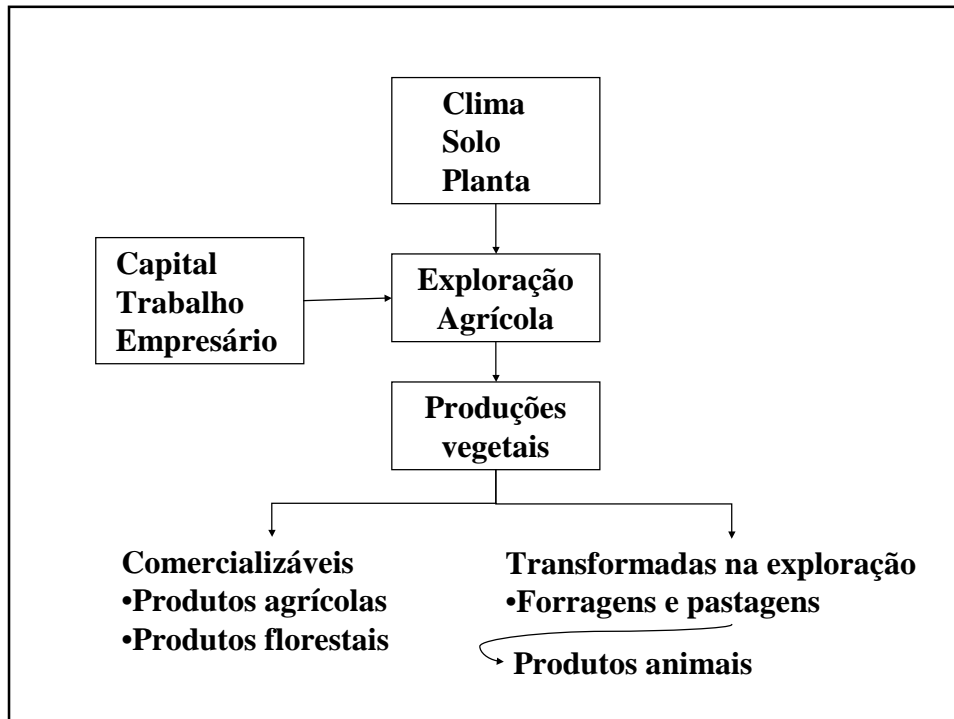 Clima
Solo
Planta
Capital
Trabalho
Empresário
Exploração
Agrícola
Produções
vegetais
Comercializáveis
•Produtos agrícolas
•Produtos florestais
Transformadas na exploração
•Forragens e pastagens
Produtos animais